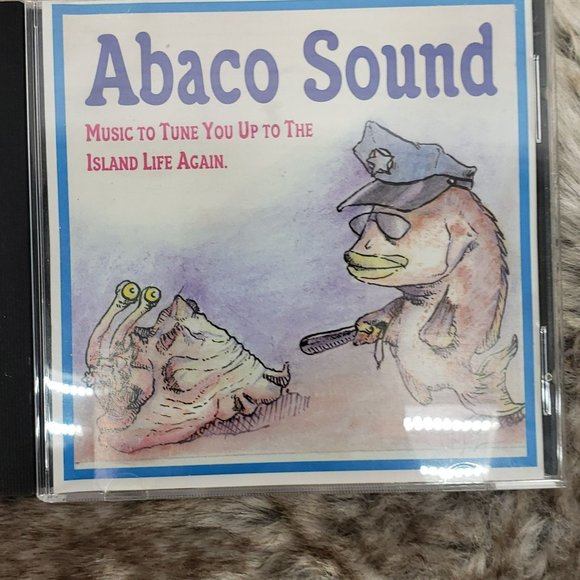 Abaco Sound
Music to Tune You Up to The
Island Life Again.